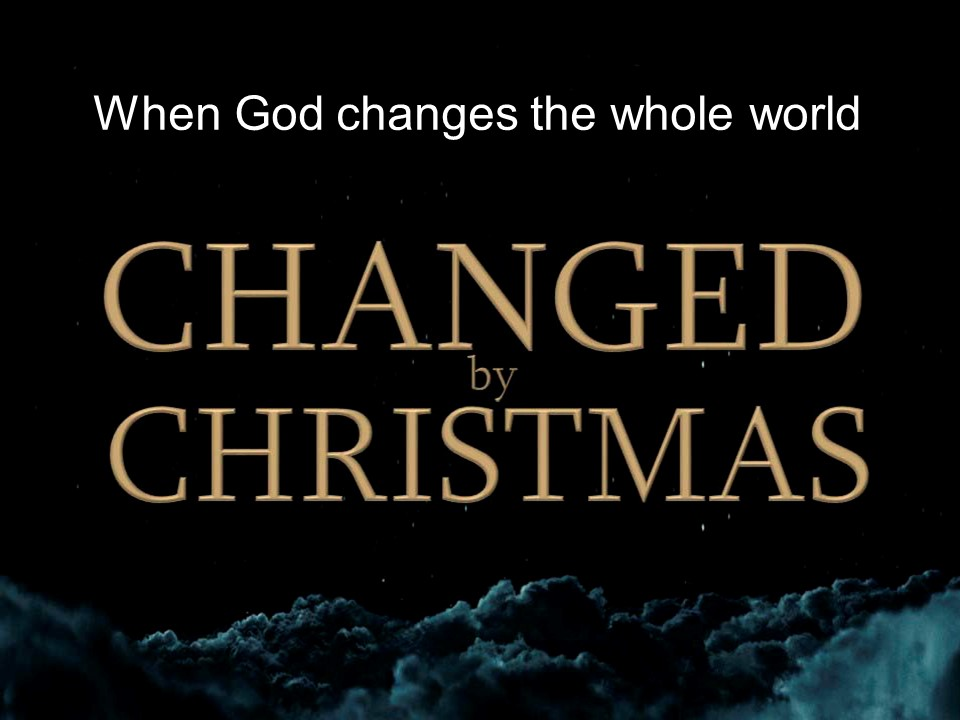 When God changes the whole world
CHANGED
by
CHRISTMAS